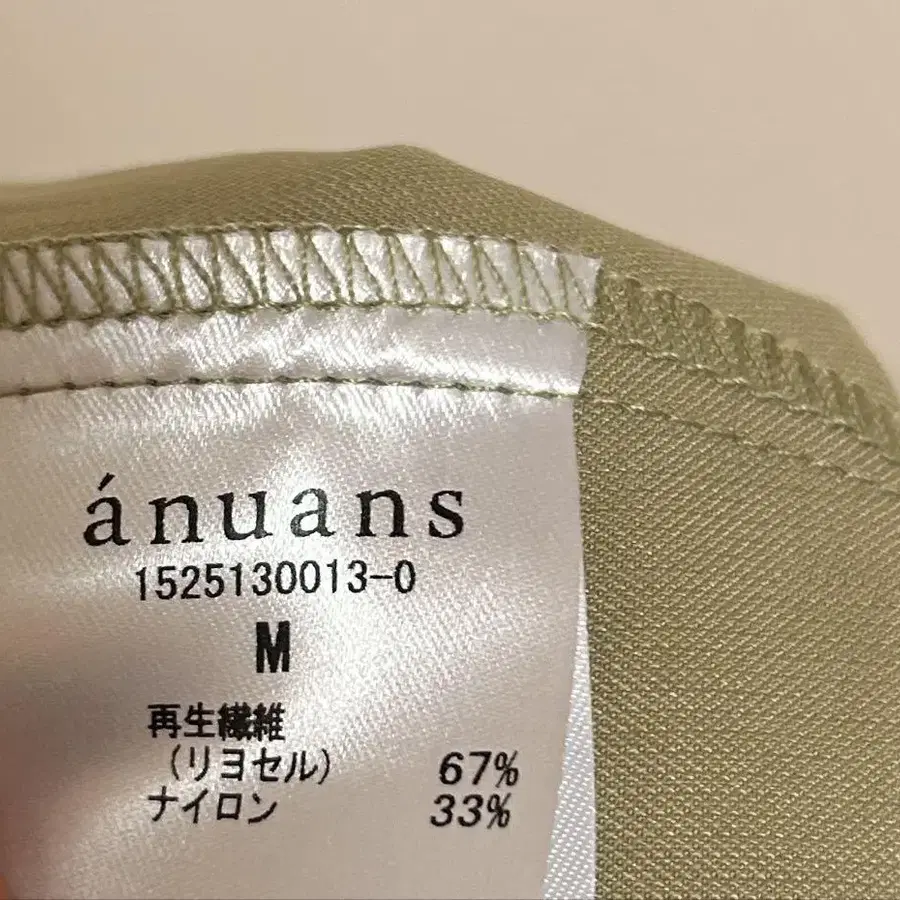 ánuans
1525130013-0
M
再生繊維
（リヨセル） 67%
ナイロン 33%